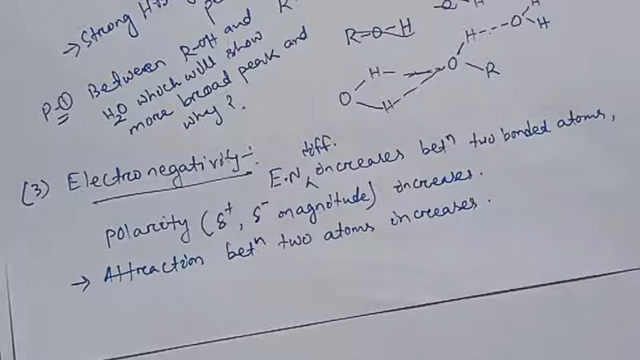 → Strong
P-① Between R-OH and
H₂O which will show
more broad peak and
why?
R-O-H
H O H
H H
O
R
(3) Electronegativity-:
E.N diff. increases betⁿ two bonded atoms,
polarity (δ⁺, δ⁻ magnitude) increases.
→ Attraction betⁿ two atoms increases.